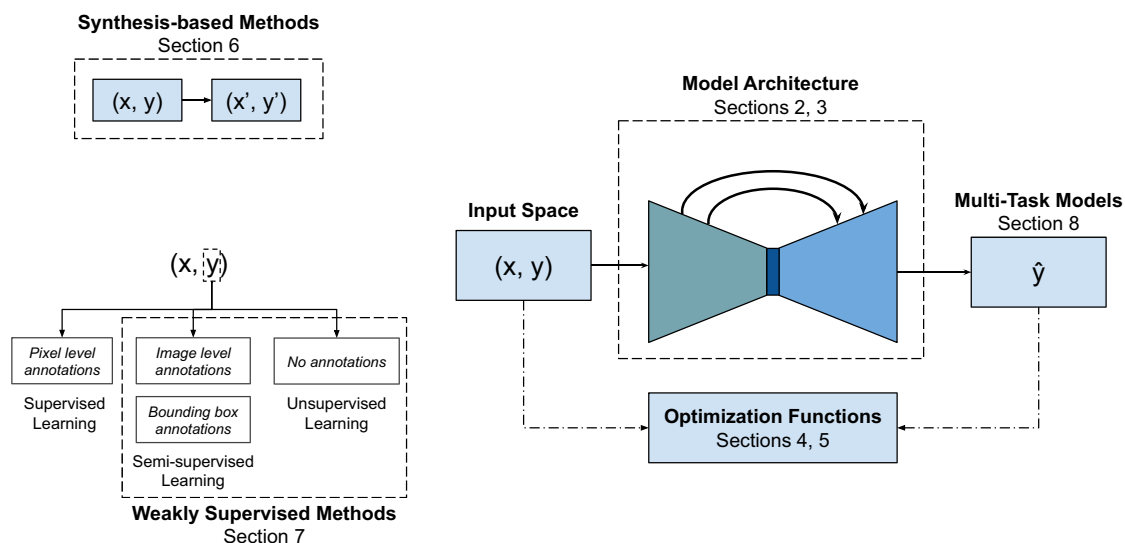 Synthesis-based Methods
Section 6
(x, y)
(x’, y’)
(x, y)
Pixel level
annotations
Supervised
Learning
Image level
annotations
Bounding box
annotations
Semi-supervised
Learning
No annotations
Unsupervised
Learning
Weakly Supervised Methods
Section 7
Model Architecture
Sections 2, 3
Input Space
(x, y)
Multi-Task Models
Section 8
ŷ
Optimization Functions
Sections 4, 5